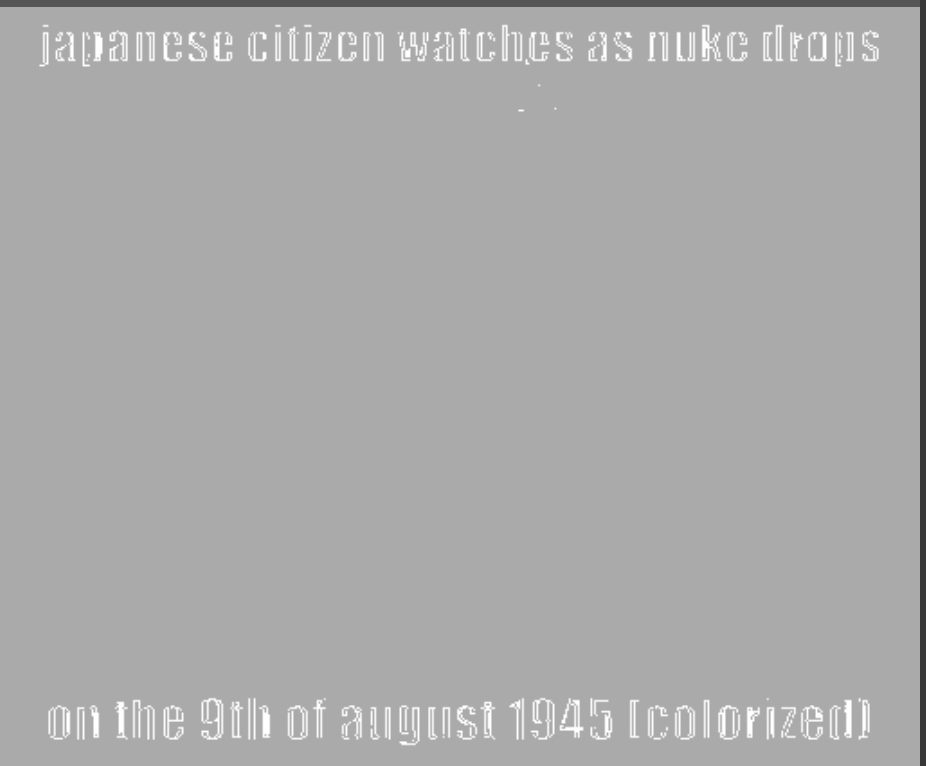 japanese citizen watches as nuke drops
on the 9th of august 1945 (colorized)